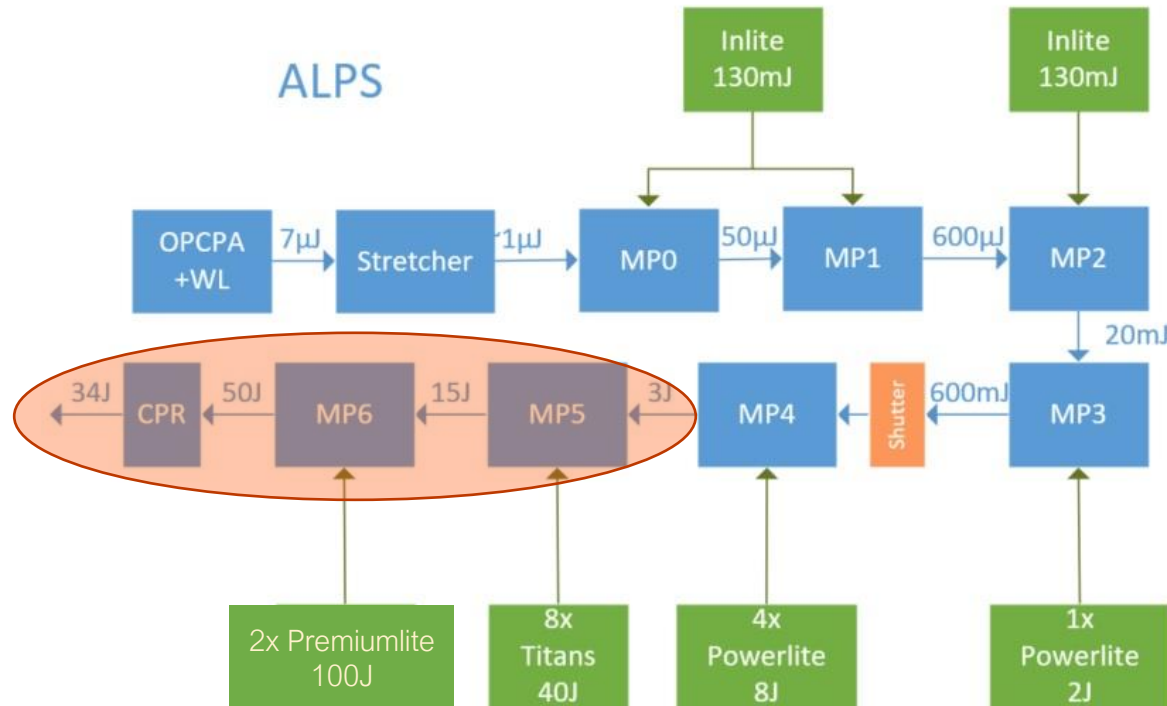 ALPS
Inlite
130mJ
Inlite
130mJ
OPCPA
+WL
7µJ
Stretcher
~1µJ
MP0
50µJ
MP1
600µJ
MP2
20mJ
34J
CPR
50J
MP6
15J
MP5
3J
MP4
Shutter
600mJ
MP3
2x Premiumlite
100J
8x
Titans
40J
4x
Powerlite
8J
1x
Powerlite
2J